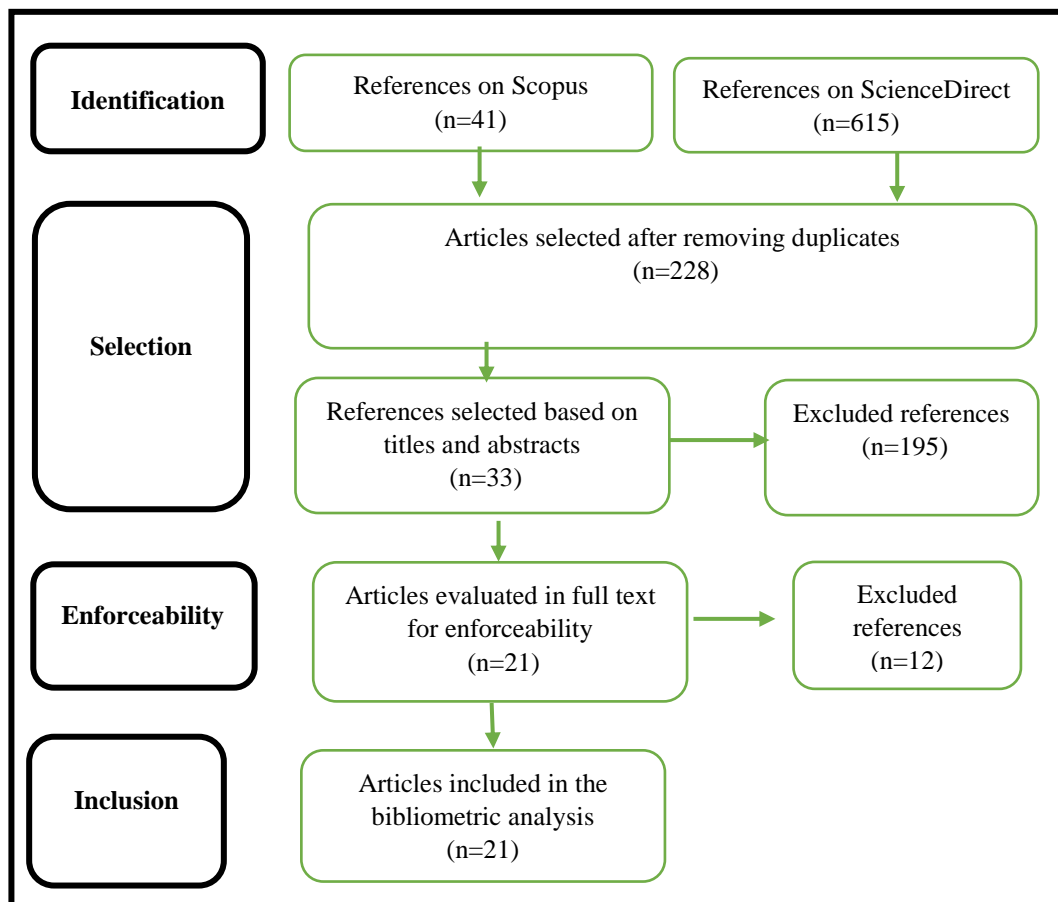 Identification
References on Scopus
(n=41)
References on ScienceDirect
(n=615)
Selection
Articles selected after removing duplicates
(n=228)
References selected based on
titles and abstracts
(n=33)
Excluded references
(n=195)
Enforceability
Articles evaluated in full text
for enforceability
(n=21)
Excluded
references
(n=12)
Inclusion
Articles included in the
bibliometric analysis
(n=21)